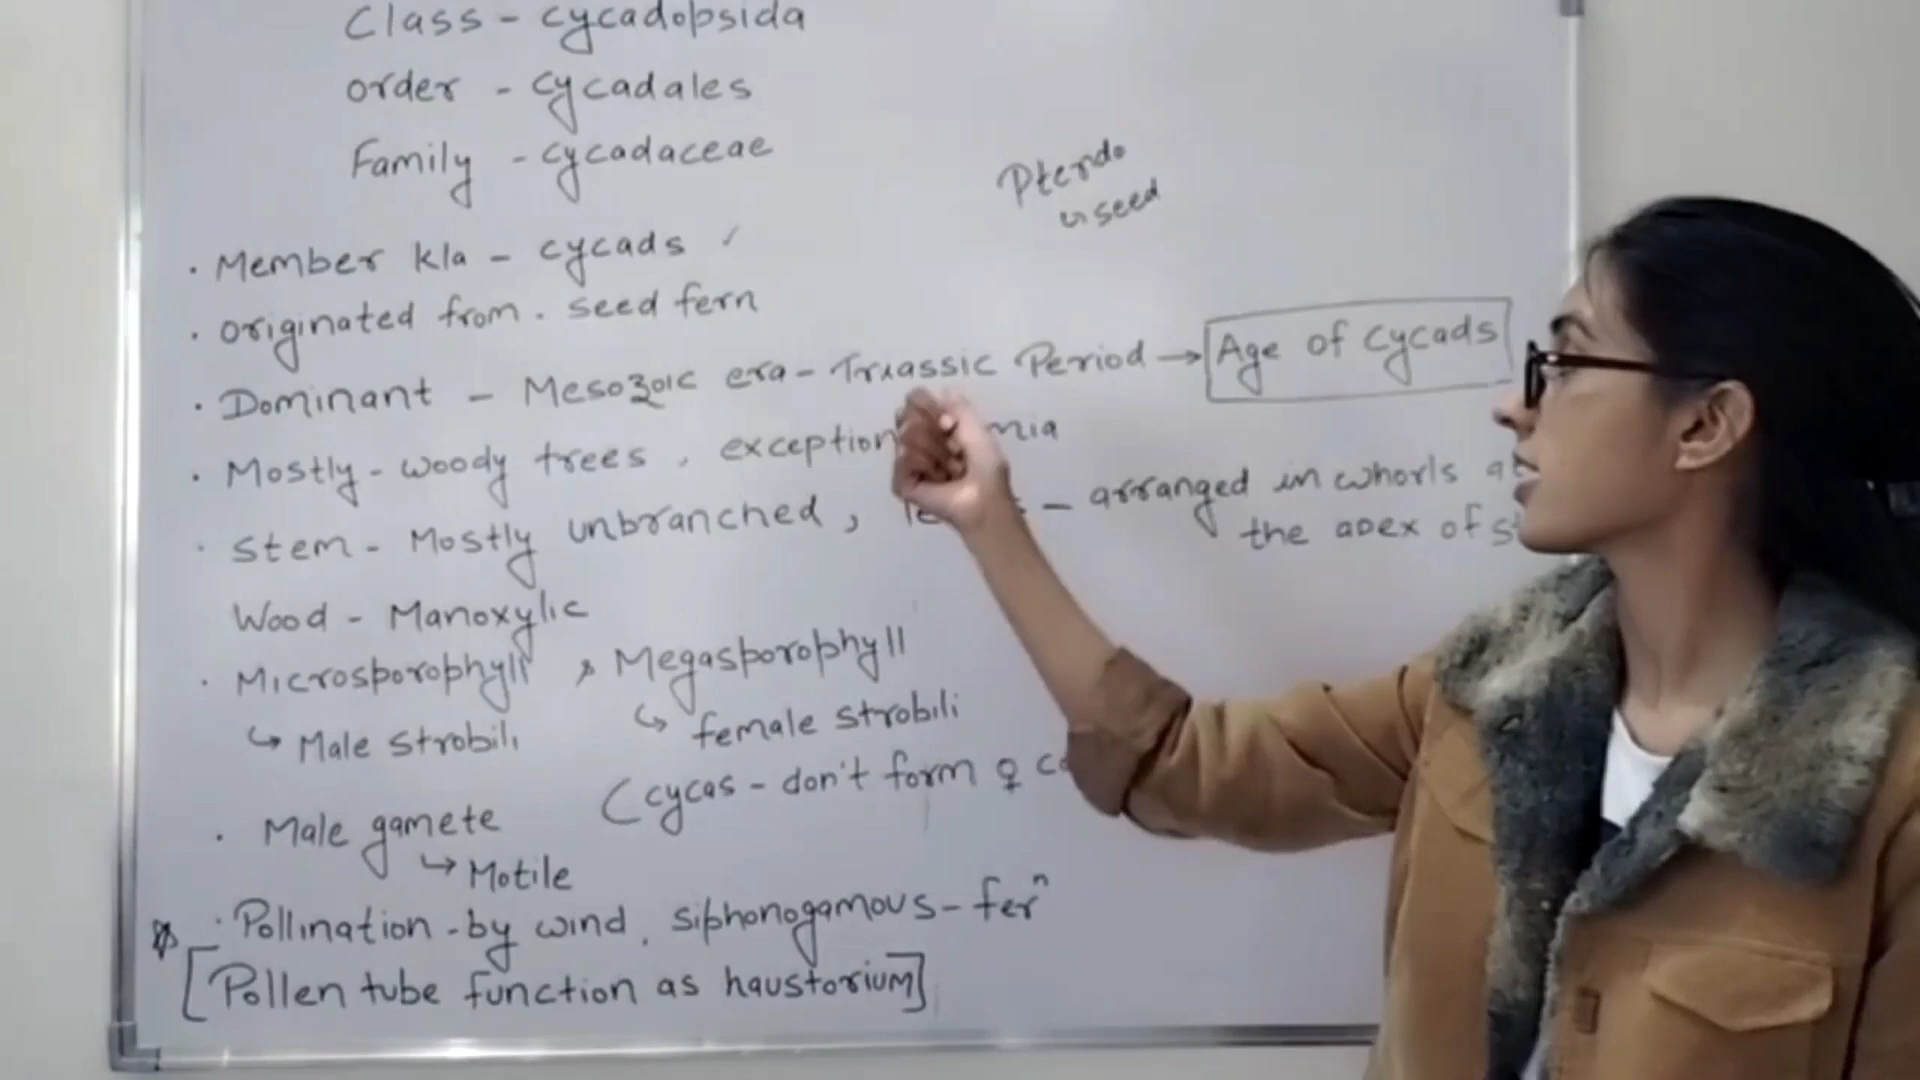 Class - cycadopsida
order - cycadales
Family - cycadaceae
Pterido
seed
• Member kla - cycads ✓
• originated from . seed fern
• Dominant - Mesozoic era - Triassic Period → Age of cycads
• Mostly - woody trees , exception
• stem - Mostly unbranched , - arranged in whorls at
the apex of
Wood - Manoxylic
• Microsporophyll , Megasporophyll
↳ Male strobili ↳ female strobili
(cycas - don't form ♀
• Male gamete
↳ Motile
• Pollination - by wind , siphonogamous - ferⁿ
[Pollen tube function as haustorium]